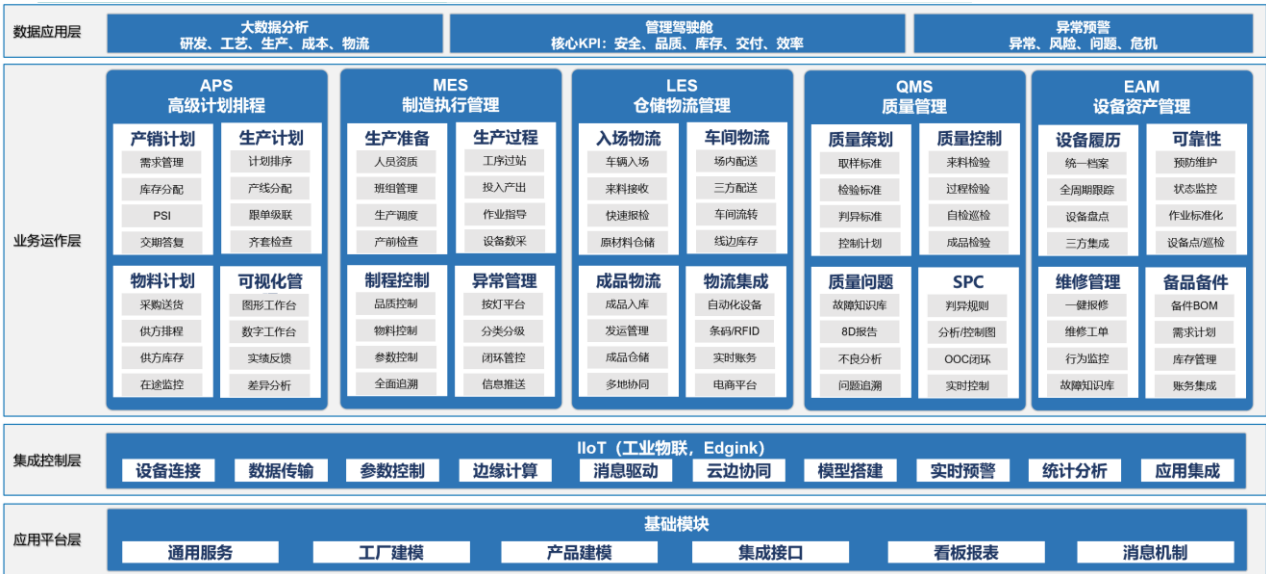 数据应用层
大数据分析
研发、工艺、生产、成本、物流
管理驾驶舱
核心KPI：安全、品质、库存、交付、效率
异常预警
异常、风险、问题、危机
业务运作层
APS
高级计划排程
产销计划
需求管理
库存分配
PSI
交期答复
生产计划
计划排序
产线分配
跟单级联
齐套检查
物料计划
采购送货
供方排程
供方库存
在途监控
可视化管
图形工作台
数字工作台
实绩反馈
差异分析
MES
制造执行管理
生产准备
人员资质
班组管理
生产调度
产前检查
生产过程
工序过站
投入产出
作业指导
设备数采
制程控制
品质控制
物料控制
参数控制
全面追溯
异常管理
按灯平台
分类分级
闭环管控
信息推送
LES
仓储物流管理
入场物流
车辆入场
来料接收
快速报检
原材料仓储
车间物流
场内配送
三方配送
车间流转
线边库存
成品物流
成品入库
发运管理
成品仓储
多地协同
物流集成
自动化设备
条码/RFID
实时账务
电商平台
QMS
质量管理
质量策划
取样标准
检验标准
判异标准
控制计划
质量控制
来料检验
过程检验
自检巡检
成品检验
质量问题
故障知识库
8D报告
不良分析
问题追溯
SPC
判异规则
分析/控制图
OOC闭环
实时控制
EAM
设备资产管理
设备履历
统一档案
全周期跟踪
设备盘点
三方集成
可靠性
预防维护
状态监控
作业标准化
设备点/巡检
维修管理
一健报修
维修工单
行为监控
故障知识库
备品备件
备件BOM
需求计划
库存管理
账务集成
集成控制层
IIoT（工业物联，Edgink）
设备连接
数据传输
参数控制
边缘计算
消息驱动
云边协同
模型搭建
实时预警
统计分析
应用集成
应用平台层
基础模块
通用服务
工厂建模
产品建模
集成接口
看板报表
消息机制